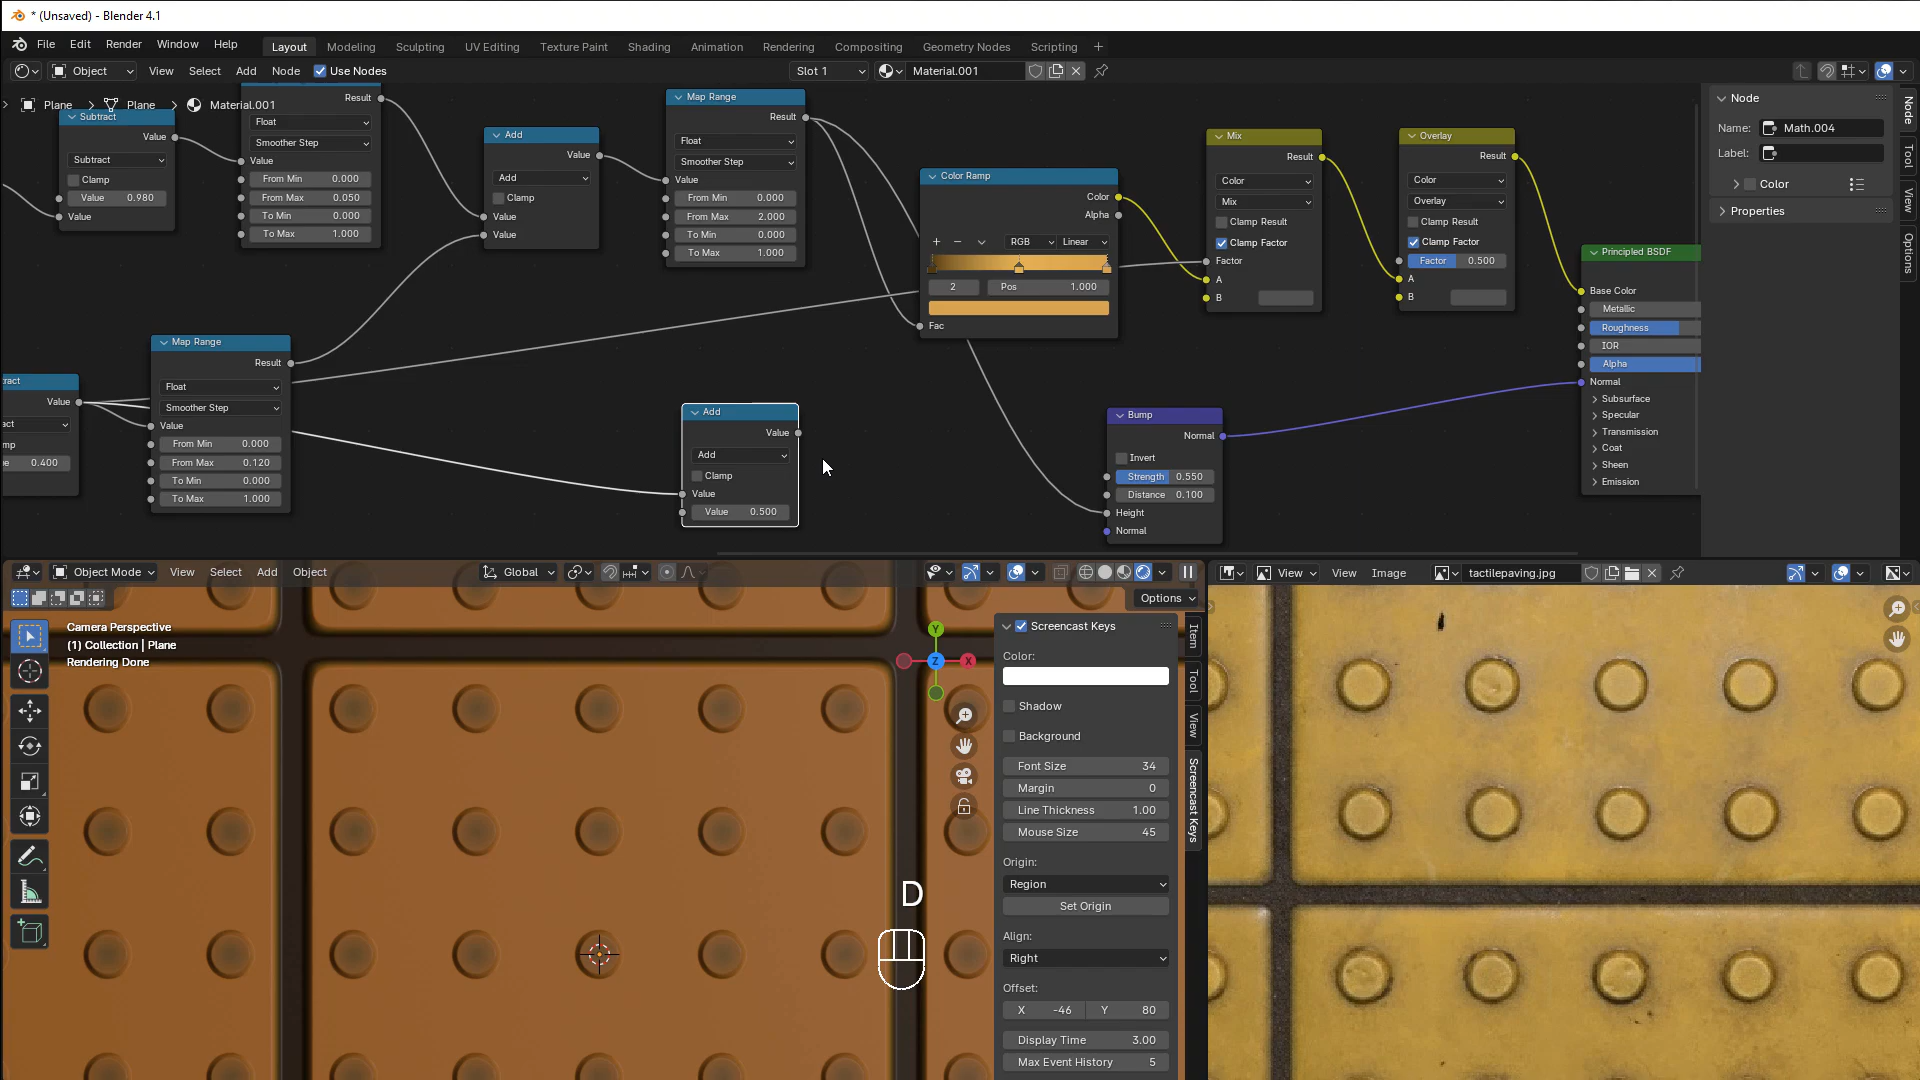 * (Unsaved) - Blender 4.1
File Edit Render Window Help Layout Modeling Sculpting UV Editing Texture Paint Shading Animation Rendering Compositing Geometry Nodes Scripting +
Object View Select Add Node Use Nodes Slot 1 Material.001
Plane Plane Material.001
Subtract
Value
Subtract
Clamp
Value 0.980
Value
Result
Float
Smoother Step
Value
From Min 0.000
From Max 0.050
To Min 0.000
To Max 1.000
Add
Value
Add
Clamp
Value
Value
Map Range
Result
Float
Smoother Step
Value
From Min 0.000
From Max 2.000
To Min 0.000
To Max 1.000
Color Ramp
Color
Alpha
+ − RGB Linear
2 Pos 1.000
Fac
Mix
Result
Color
Mix
Clamp Result
Clamp Factor
Factor
A
B
Overlay
Result
Color
Overlay
Clamp Result
Clamp Factor
Factor 0.500
A
B
Principled BSDF
Base Color
Metallic
Roughness
IOR
Alpha
Normal
Subsurface
Specular
Transmission
Coat
Sheen
Emission
Node
Name: Math.004
Label:
Color
Properties
Node
Tool
View
Options
tract
Value
act
mp
e 0.400
Map Range
Result
Float
Smoother Step
Value
From Min 0.000
From Max 0.120
To Min 0.000
To Max 1.000
Add
Value
Add
Clamp
Value
Value 0.500
Bump
Normal
Invert
Strength 0.550
Distance 0.100
Height
Normal
Object Mode View Select Add Object Global
Options
Camera Perspective
(1) Collection | Plane
Rendering Done
Y
Z X
D
Screencast Keys
Color:
Shadow
Background
Font Size 34
Margin 0
Line Thickness 1.00
Mouse Size 45
Origin:
Region
Set Origin
Align:
Right
Offset:
X -46 Y 80
Display Time 3.00
Max Event History 5
Item
Tool
View
Screencast Keys
View View Image tactilepaving.jpg